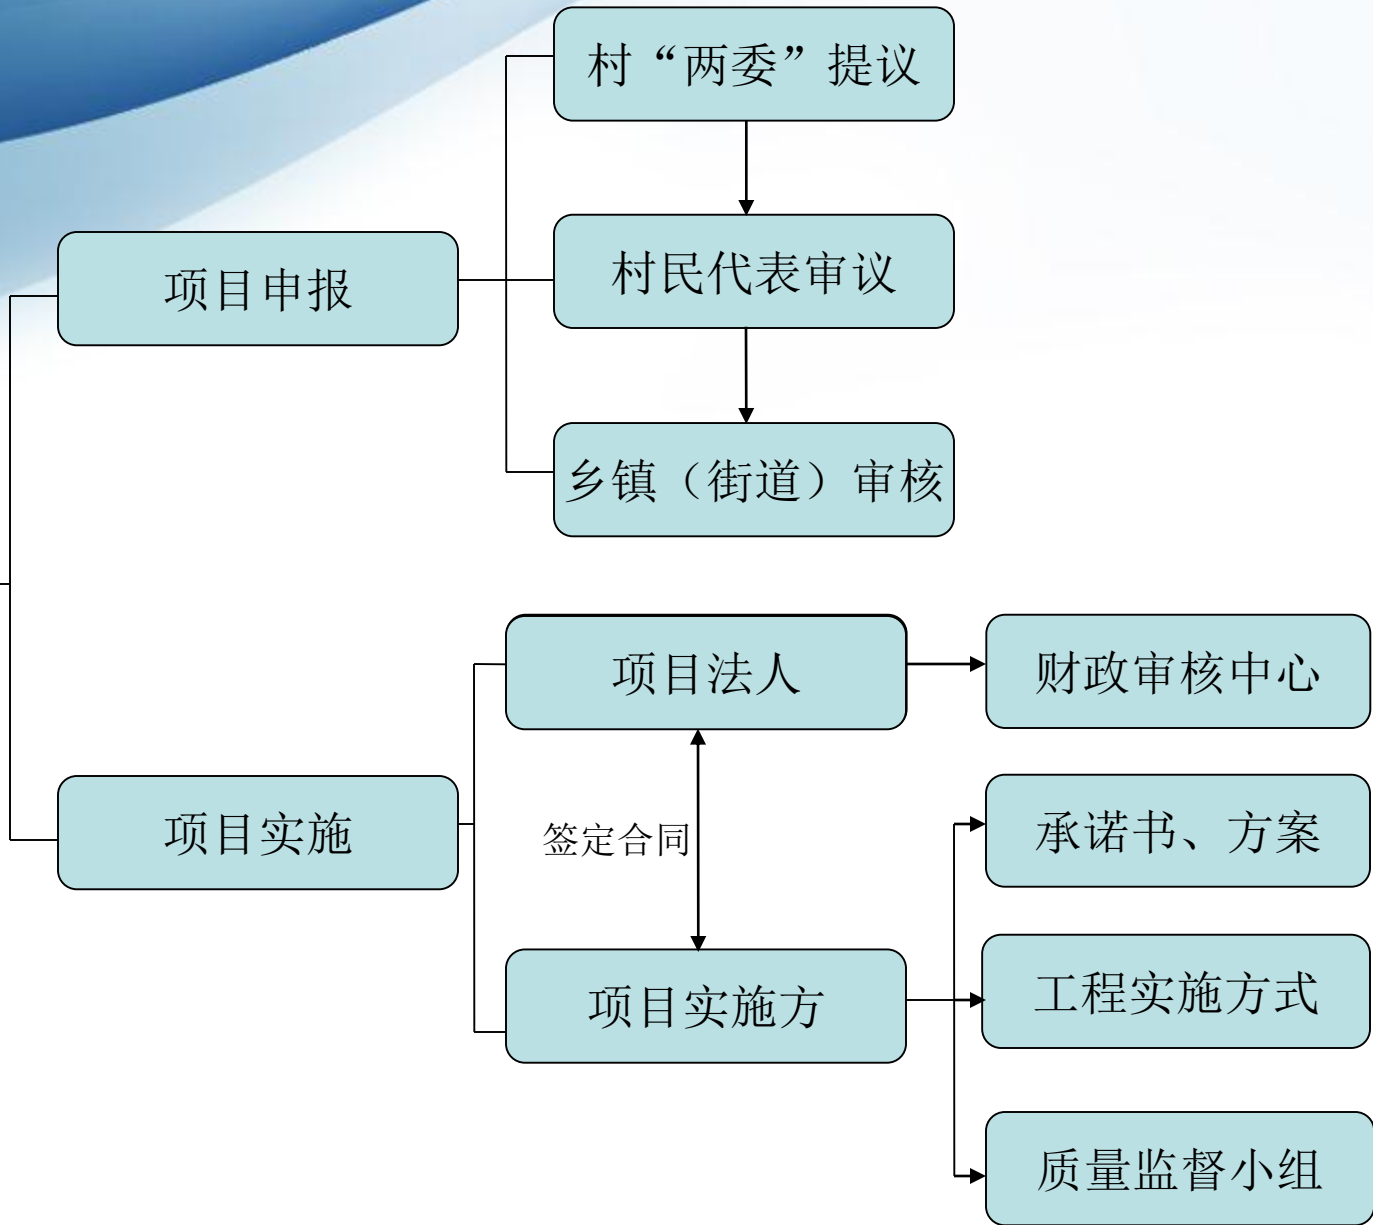 村“两委”提议
村民代表审议
项目申报
乡镇（街道）审核
项目法人
财政审核中心
项目实施
签定合同
承诺书、方案
项目实施方
工程实施方式
质量监督小组